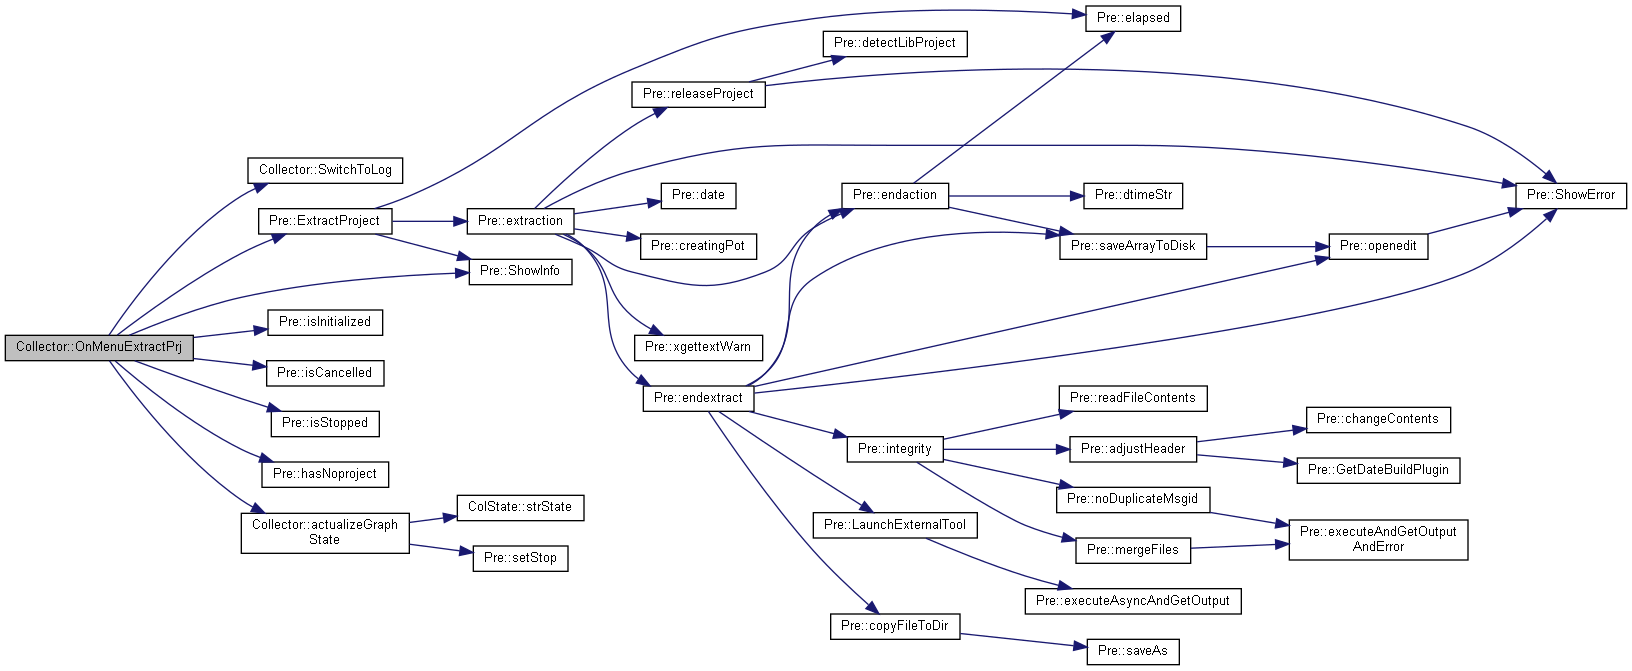 Pre::elapsed
Pre::detectLibProject
Pre::releaseProject
Collector::SwitchToLog
Pre::date
Pre::endaction
Pre::dtimeStr
Pre::ShowError
Pre::ExtractProject
Pre::extraction
Pre::creatingPot
Pre::saveArrayToDisk
Pre::openedit
Pre::ShowInfo
Pre::isInitialized
Collector::OnMenuExtractPrj
Pre::xgettextWarn
Pre::isCancelled
Pre::endextract
Pre::readFileContents
Pre::isStopped
Pre::changeContents
Pre::integrity
Pre::adjustHeader
Pre::hasNoproject
Pre::GetDateBuildPlugin
Pre::noDuplicateMsgid
ColState::strState
Collector::actualizeGraph
State
Pre::LaunchExternalTool
Pre::executeAndGetOutput
AndError
Pre::setStop
Pre::mergeFiles
Pre::executeAsyncAndGetOutput
Pre::copyFileToDir
Pre::saveAs